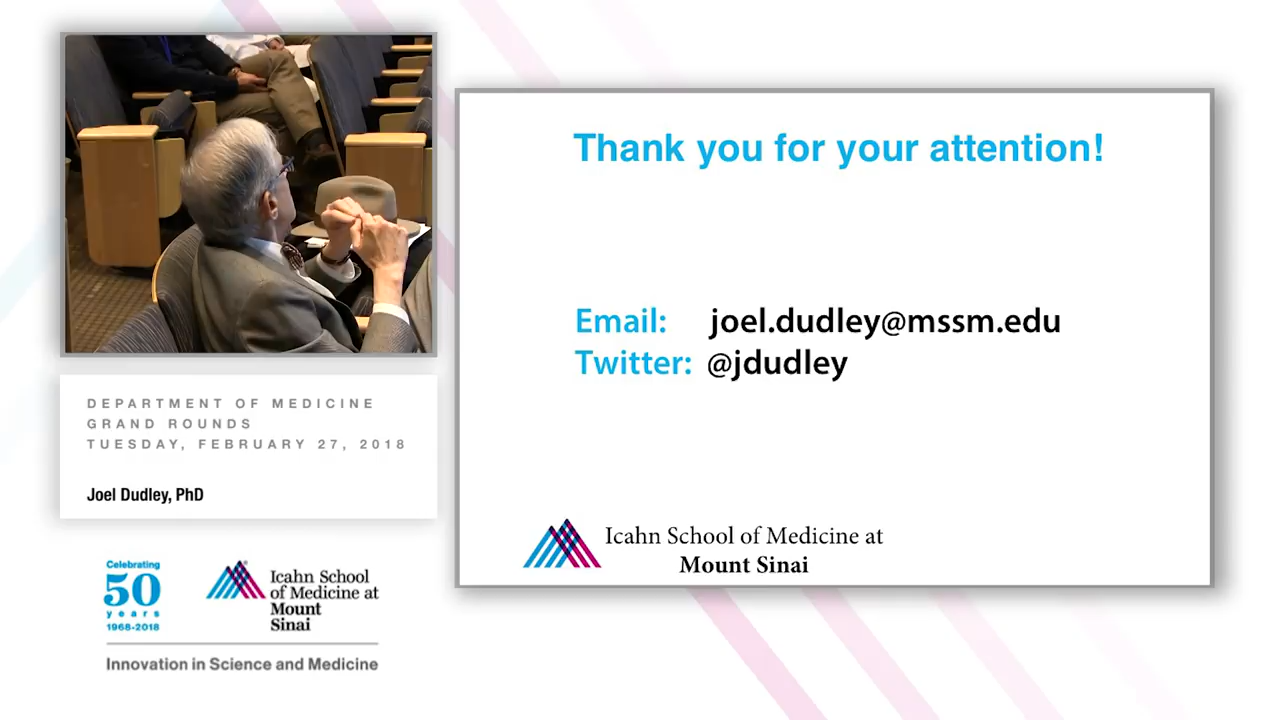 DEPARTMENT OF MEDICINE
GRAND ROUNDS
TUESDAY, FEBRUARY 27, 2018
Joel Dudley, PhD
Celebrating
50
years
1968-2018
Icahn School
of Medicine at
Mount
Sinai
Innovation in Science and Medicine
Thank you for your attention!
Email: joel.dudley@mssm.edu
Twitter: @jdudley
Icahn School of Medicine at
Mount Sinai